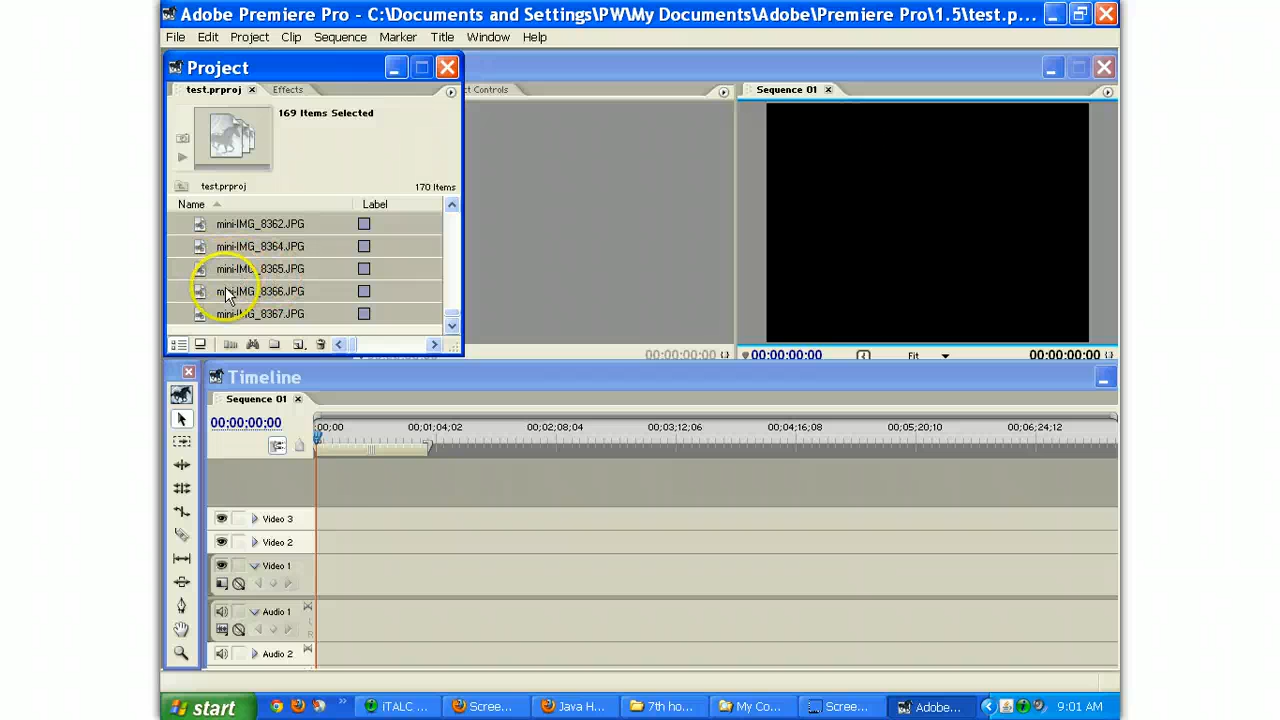 Adobe Premiere Pro - C:\Documents and Settings\PW\My Documents\Adobe\Premiere Pro\1.5\test.p...
File Edit Project Clip Sequence Marker Title Window Help
Project
test.prproj Effects
ct Controls
Sequence 01
169 Items Selected
test.prproj 170 Items
Name Label
mini-IMG_8362.JPG
mini-IMG_8364.JPG
mini-IMG_8365.JPG
mini-IMG_8366.JPG
mini-IMG_8367.JPG
00;00;00;00
00;00;00;00 Fit 00;00;00;00
Timeline
Sequence 01
00;00;00;00
00;00 00;01;04;02 00;02;08;04 00;03;12;06 00;04;16;08 00;05;20;10 00;06;24;12
Video 3
Video 2
Video 1
Audio 1
L
R
Audio 2
start iTALC ... Scree... Java H... 7th ho... My Co... Scree... Adobe... 9:01 AM